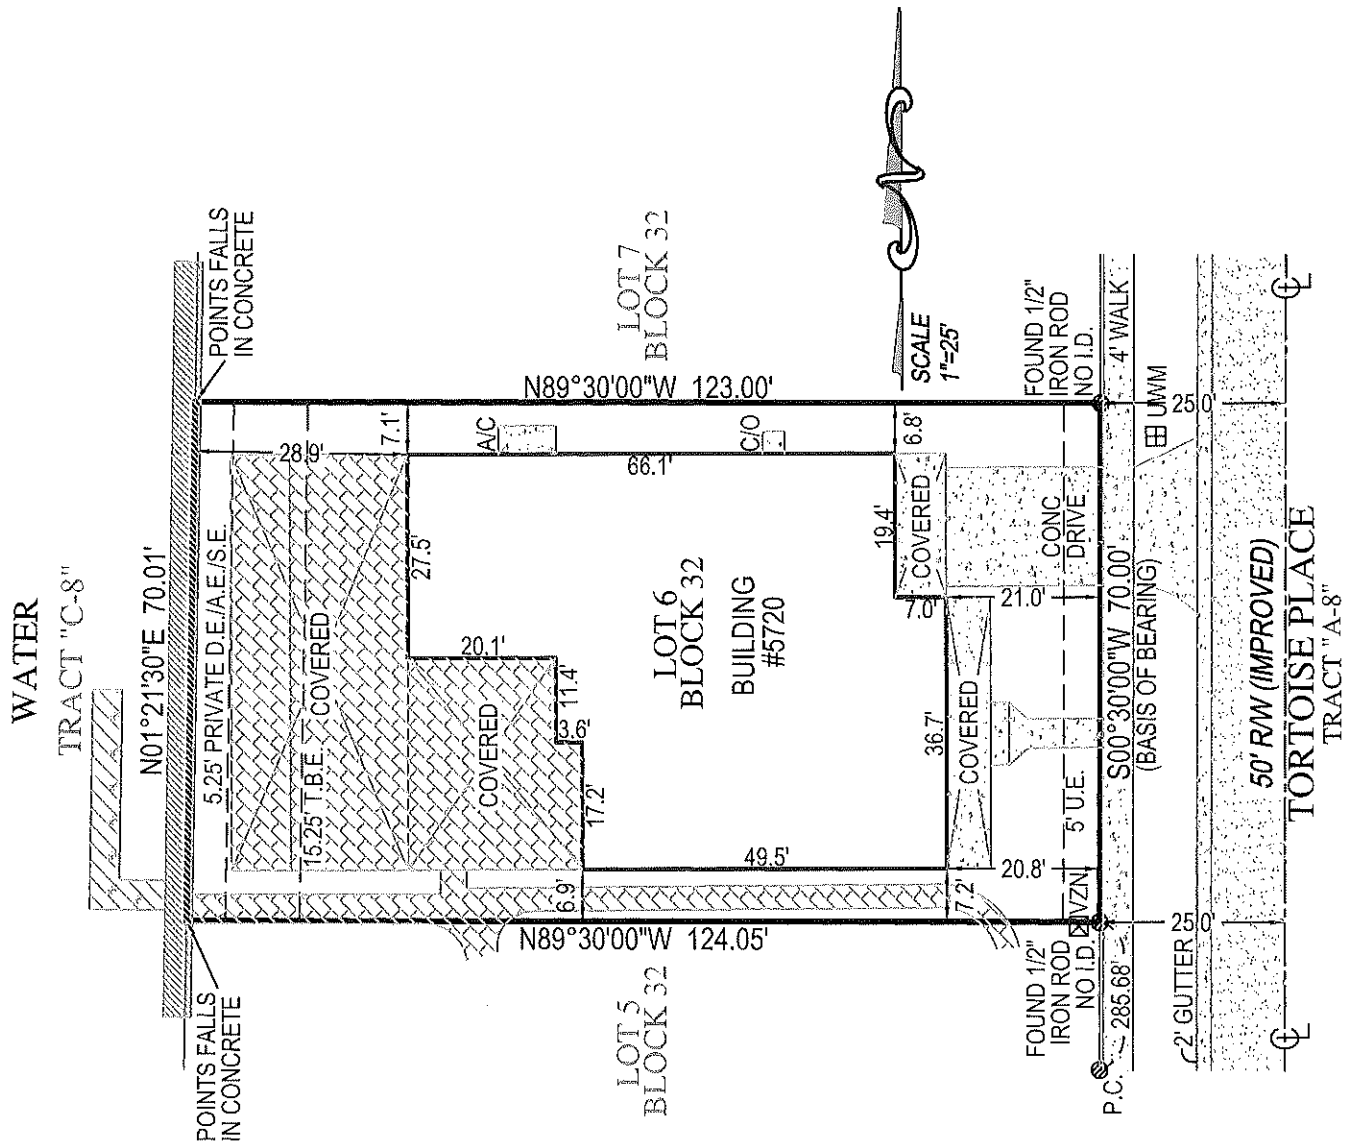 WATER
TRACT "C-8"
N01°21'30"E 70.01'
POINTS FALLS
IN CONCRETE
POINTS FALLS
IN CONCRETE
5.25' PRIVATE D.E./A.E./S.E.
15.25' T.B.E.
COVERED
28.9'
7.1'
27.5'
20.1'
11.4'
3.6'
17.2'
COVERED
6.9'
A/C
C/O
66.1'
LOT 7
BLOCK 32
N89°30'00"W 123.00'
LOT 6
BLOCK 32
BUILDING
#5720
SCALE
1"=25'
6.8'
19.4'
COVERED
7.0'
21.0'
36.7'
COVERED
49.5'
20.8'
7.2'
N89°30'00"W 124.05'
LOT 5
BLOCK 32
CONC
DRIVE
5' U.E.
VZN
FOUND 1/2"
IRON ROD
NO I.D.
FOUND 1/2"
IRON ROD
NO I.D.
4' WALK
UWM
S00°30'00"W 70.00'
(BASIS OF BEARING)
25.0'
25.0'
P.C.
285.68'
2' GUTTER
50' R/W (IMPROVED)
TORTOISE PLACE
TRACT "A-8"
CL
CL